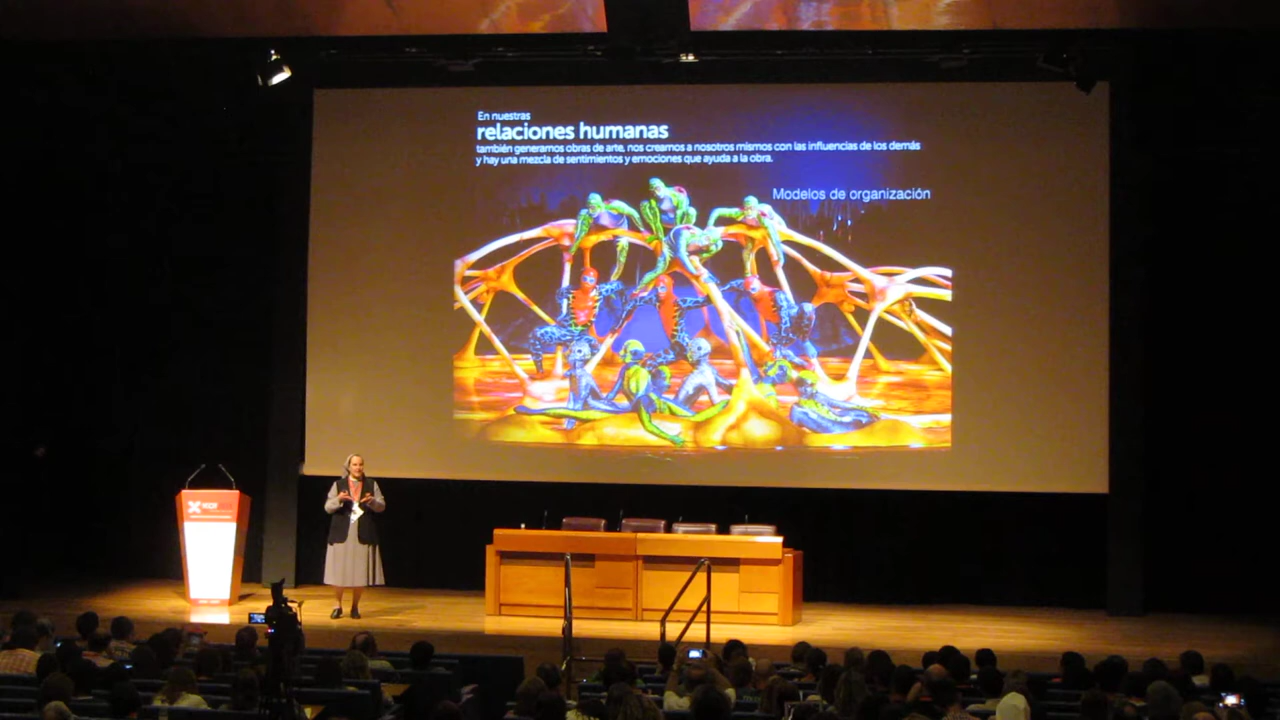 En nuestras
relaciones humanas
también generamos obras de arte, nos creamos a nosotros mismos con las influencias de los demás
y hay una mezcla de sentimientos y emociones que ayuda a la obra.
Modelos de organización